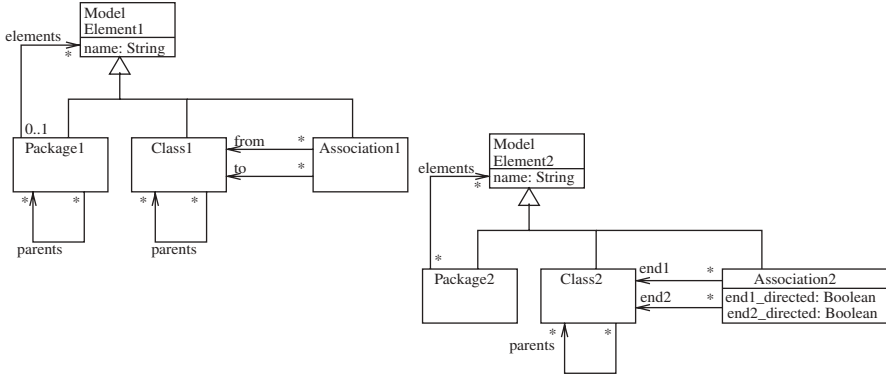 Model
Element1
name: String
elements
*
0..1
Package1
Class1
from
*
Association1
to
*
*
*
parents
*
*
parents
Model
Element2
name: String
elements
*
*
Package2
Class2
end1
*
Association2
end2
*
end1_directed: Boolean
end2_directed: Boolean
*
*
parents